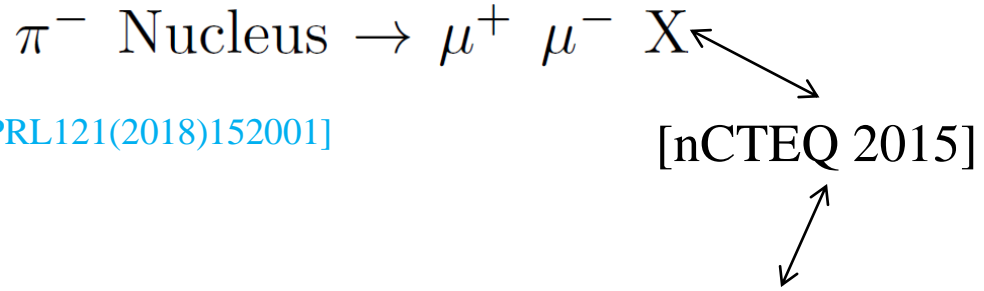 π⁻ Nucleus → μ⁺ μ⁻ X
PRL121(2018)152001]
[nCTEQ 2015]